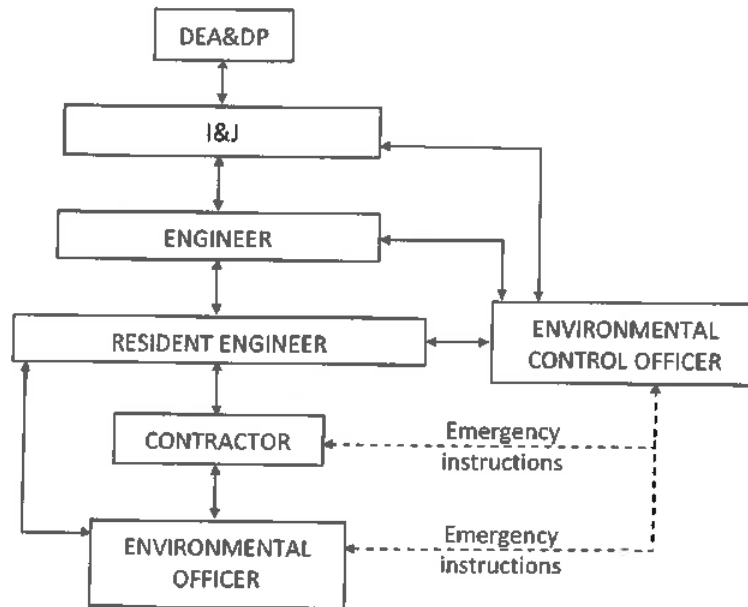 DEA&DP
I&J
ENGINEER
RESIDENT ENGINEER
ENVIRONMENTAL
CONTROL OFFICER
CONTRACTOR
Emergency
instructions
ENVIRONMENTAL
OFFICER
Emergency
instructions